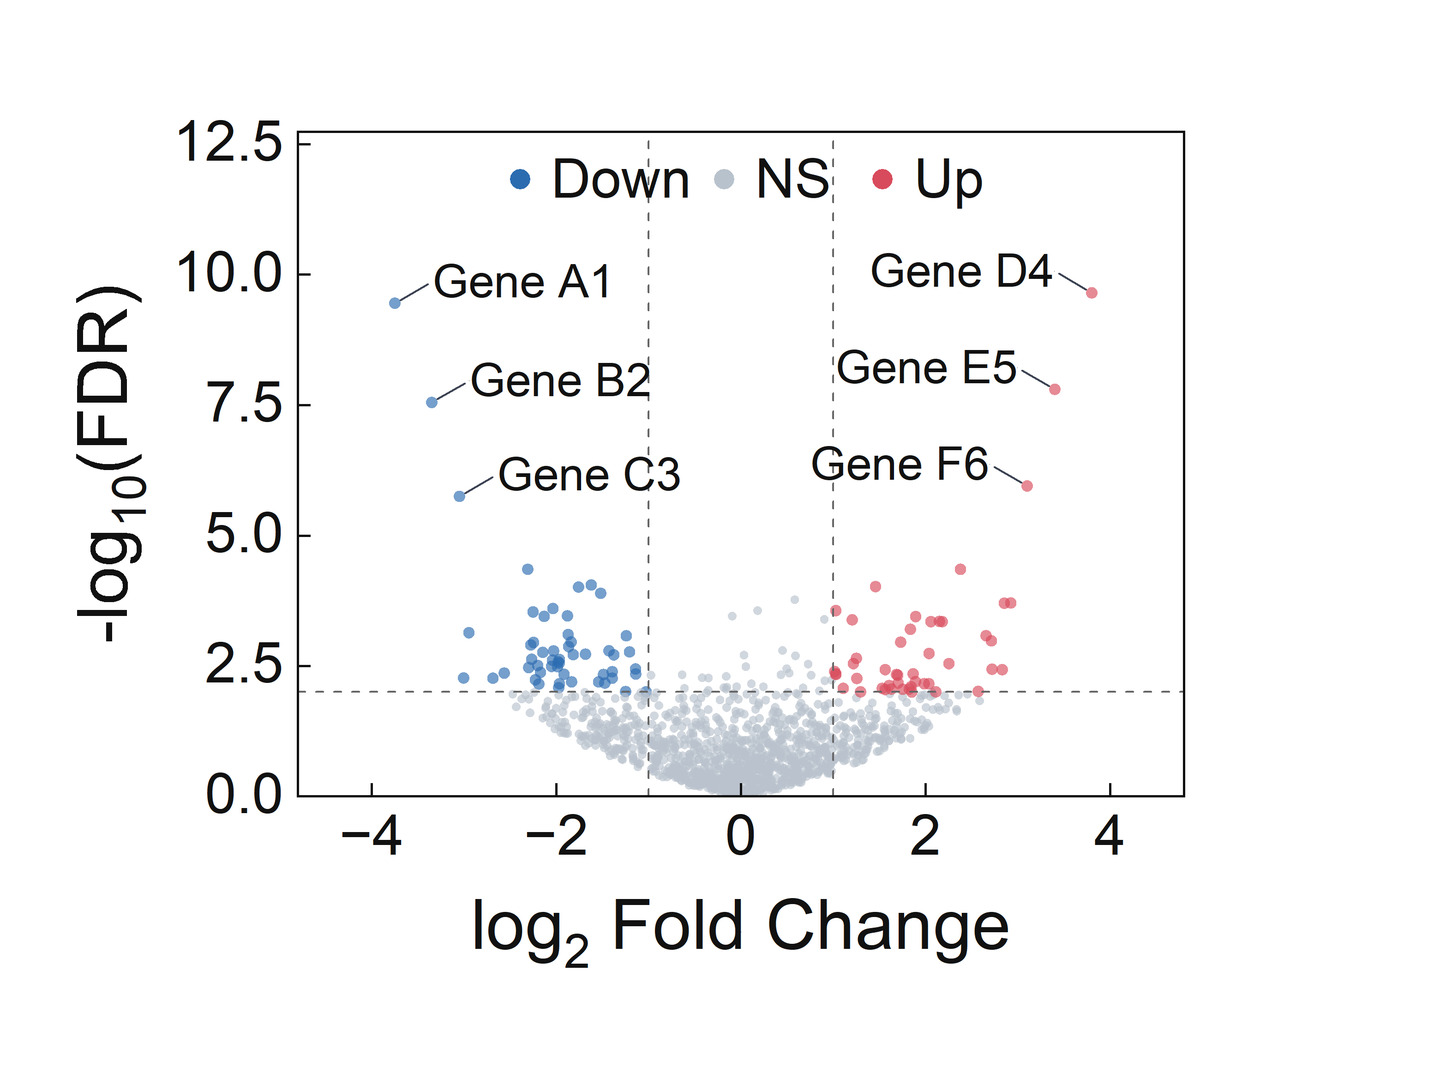 12.5
Down NS Up
10.0
Gene A1
Gene D4
-log10(FDR)
7.5
Gene B2
Gene E5
Gene C3
Gene F6
5.0
2.5
0.0
−4 −2 0 2 4
log2 Fold Change